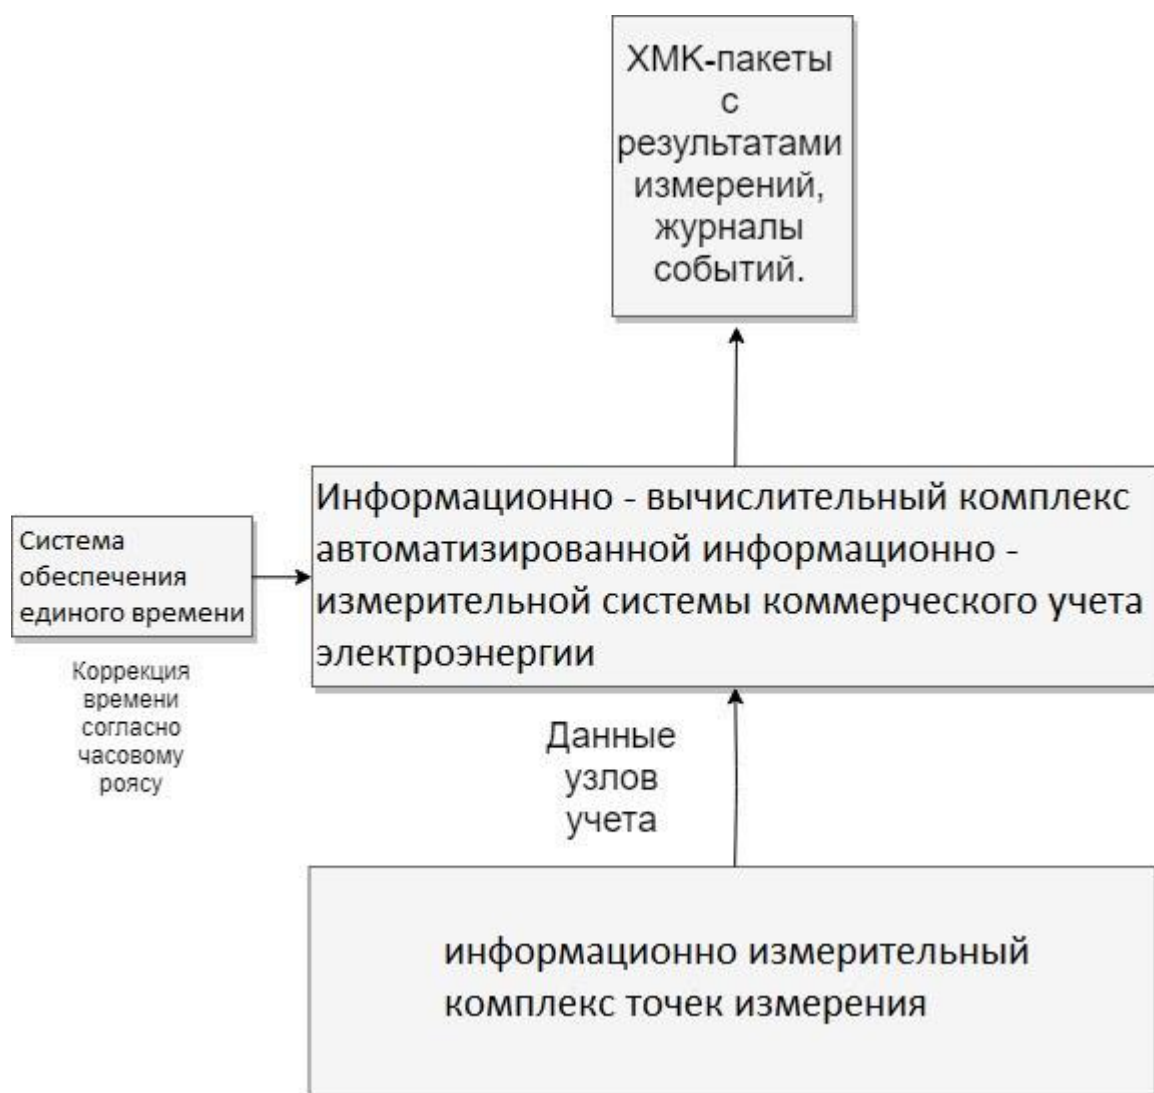 ХМК-пакеты
с
результатами
измерений,
журналы
событий.
Информационно - вычислительный комплекс
автоматизированной информационно -
измерительной системы коммерческого учета
электроэнергии
Система
обеспечения
единого времени
Коррекция
времени
согласно
часовому
роясу
Данные
узлов
учета
информационно измерительный
комплекс точек измерения